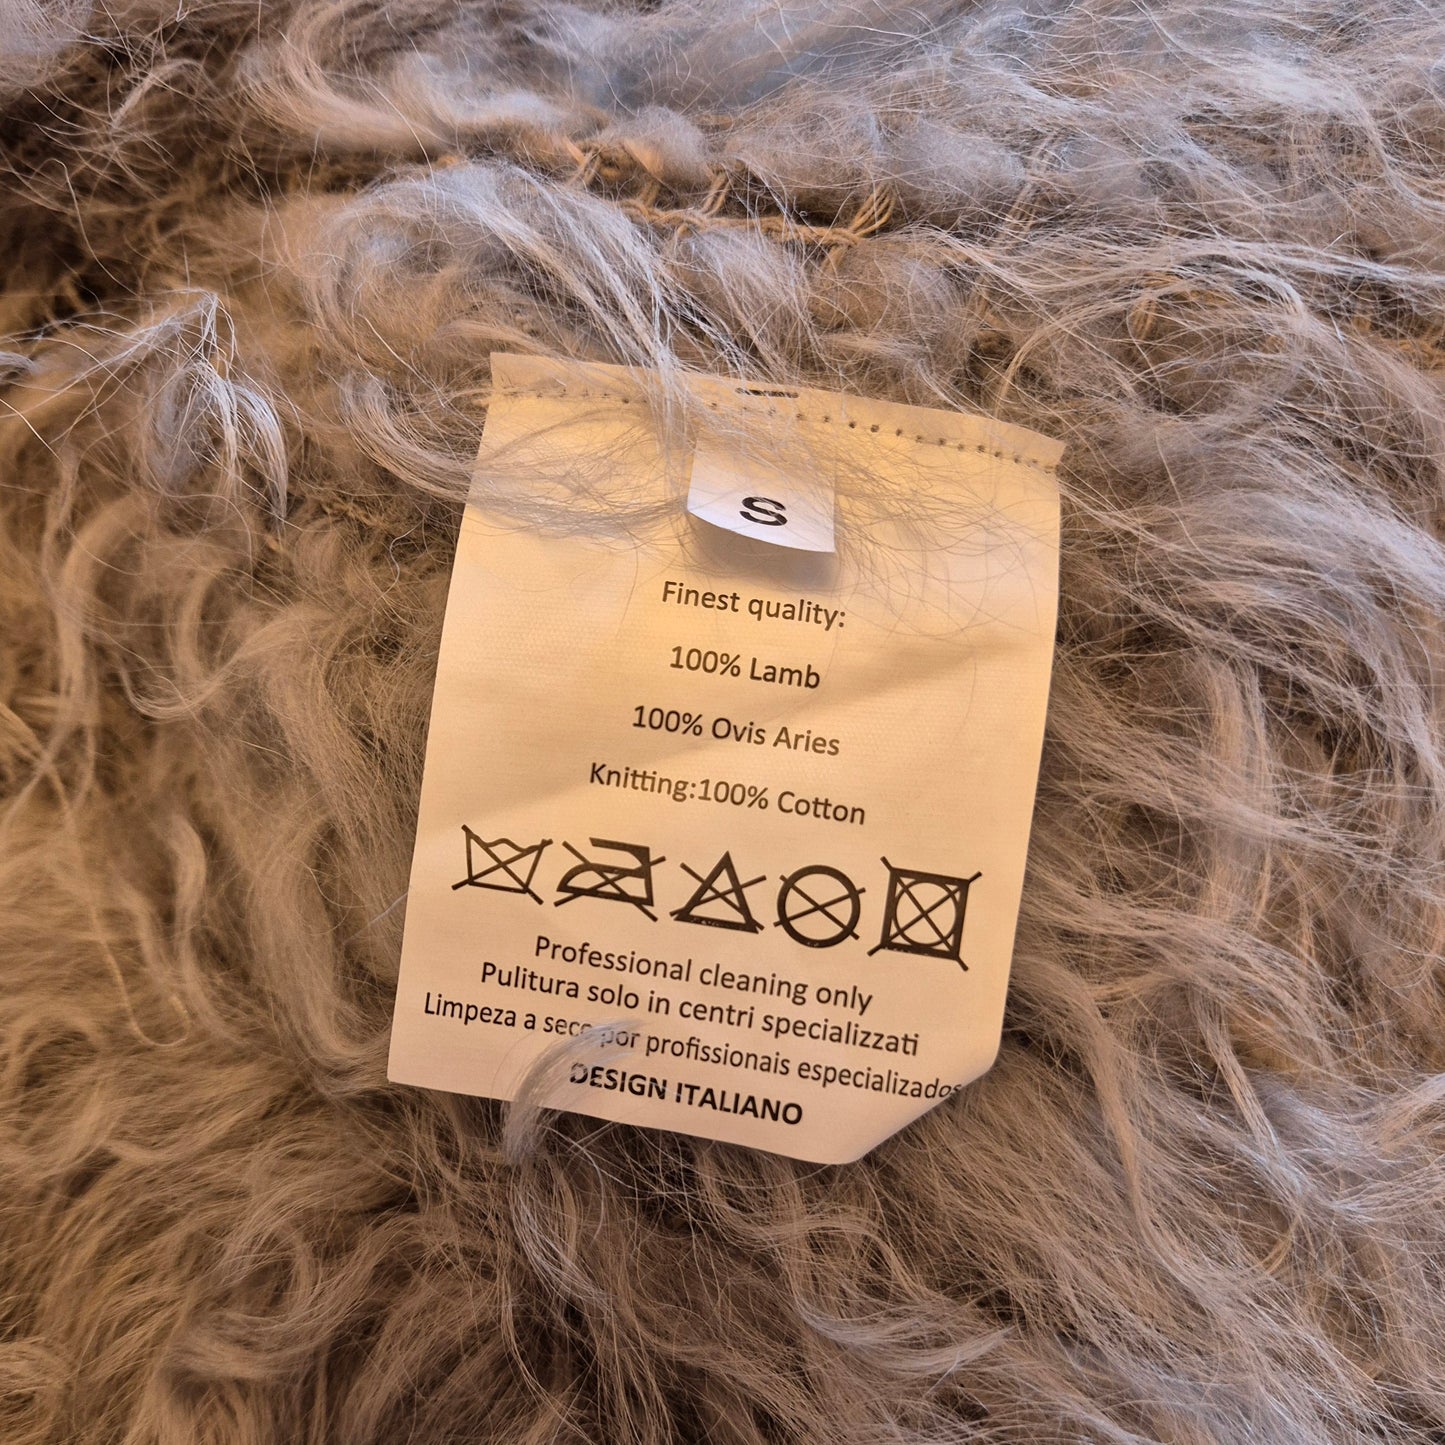 S
Finest quality:
100% Lamb
100% Ovis Aries
Knitting:100% Cotton
Professional cleaning only
Pulitura solo in centri specializzati
Limpeza a seco por profissionais especializados
DESIGN ITALIANO